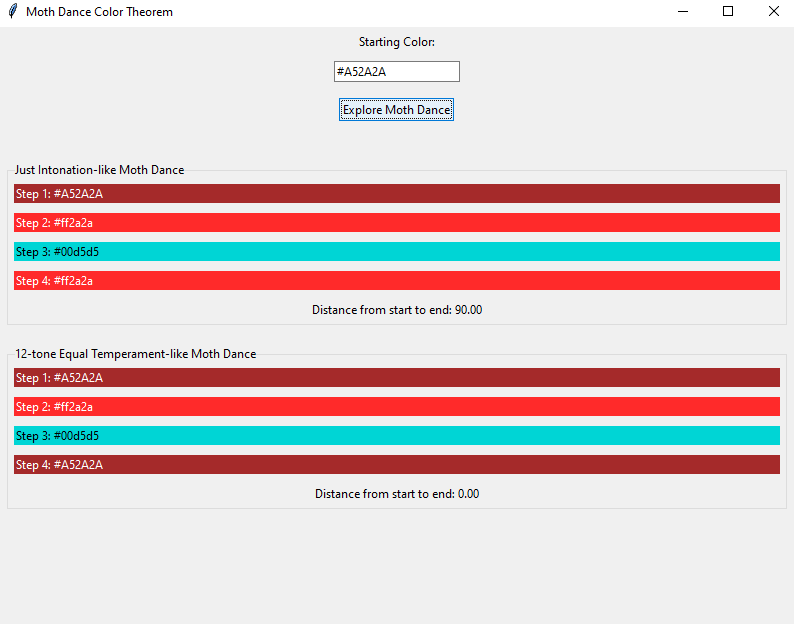 Moth Dance Color Theorem
Starting Color:
#A52A2A
Explore Moth Dance
Just Intonation-like Moth Dance
Step 1: #A52A2A
Step 2: #ff2a2a
Step 3: #00d5d5
Step 4: #ff2a2a
Distance from start to end: 90.00
12-tone Equal Temperament-like Moth Dance
Step 1: #A52A2A
Step 2: #ff2a2a
Step 3: #00d5d5
Step 4: #A52A2A
Distance from start to end: 0.00